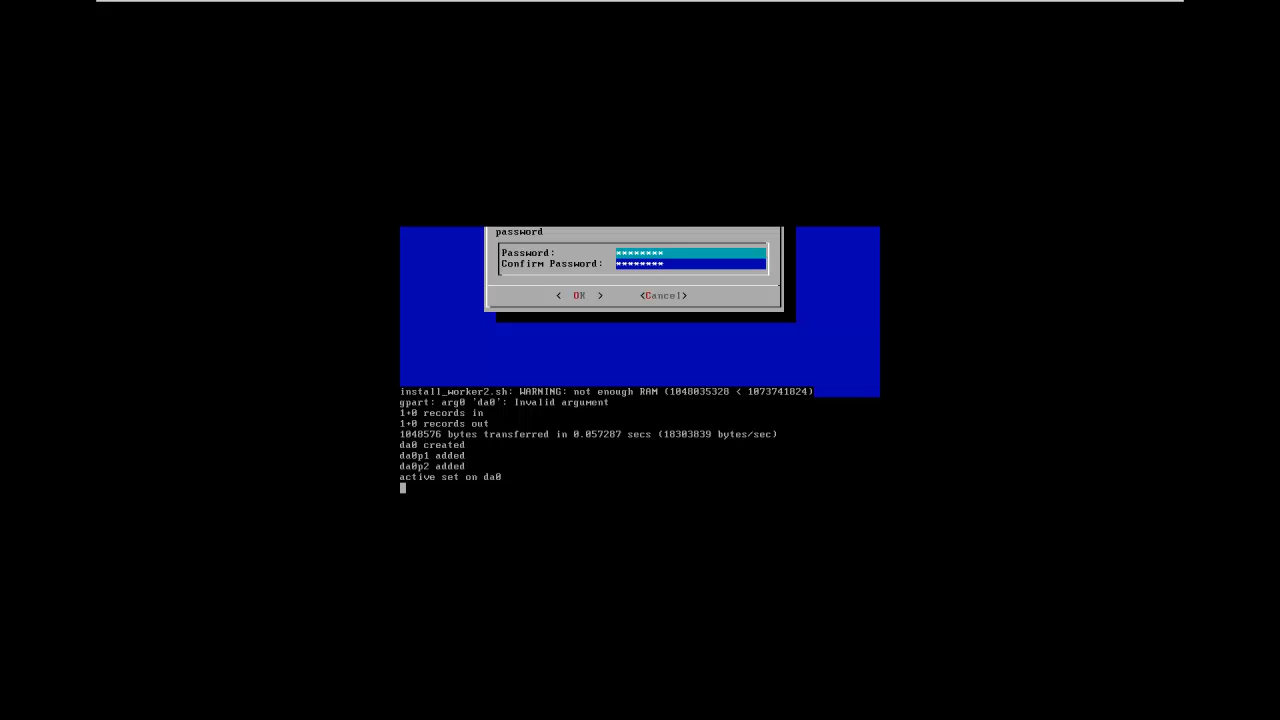 password
Password: ********
Confirm Password: ********
< OK > <Cancel>
install_worker2.sh: WARNING: not enough RAM (1048035328 < 1073741824)
gpart: arg0 'da0': Invalid argument
1+0 records in
1+0 records out
1048576 bytes transferred in 0.057287 secs (18303839 bytes/sec)
da0 created
da0p1 added
da0p2 added
active set on da0